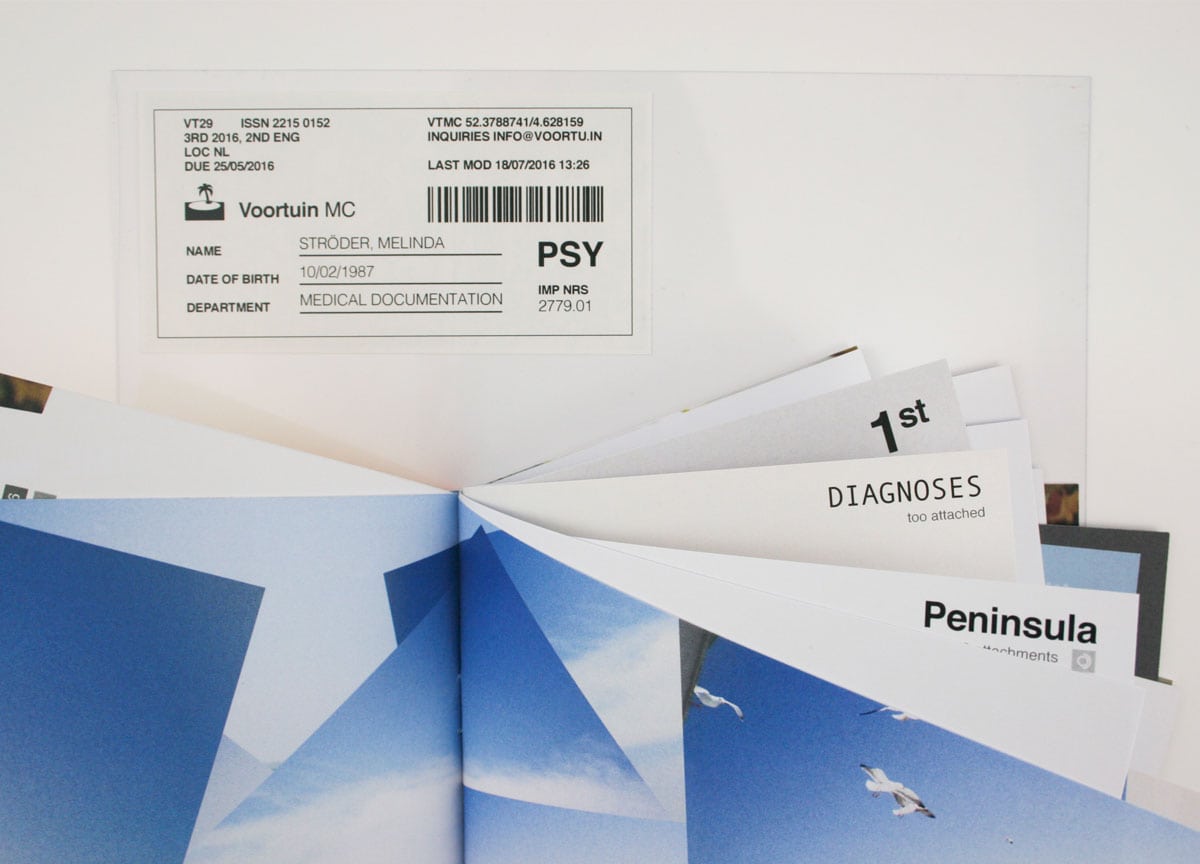 VT29 ISSN 2215 0152
3RD 2016, 2ND ENG
LOC NL
DUE 25/05/2016
VTMC 52.3788741/4.628159
INQUIRIES INFO@VOORTU.IN
LAST MOD 18/07/2016 13:26
Voortuin MC
NAME STRÖDER, MELINDA
DATE OF BIRTH 10/02/1987
DEPARTMENT MEDICAL DOCUMENTATION
PSY
IMP NRS
2779.01
1st
DIAGNOSES
too attached
Peninsula